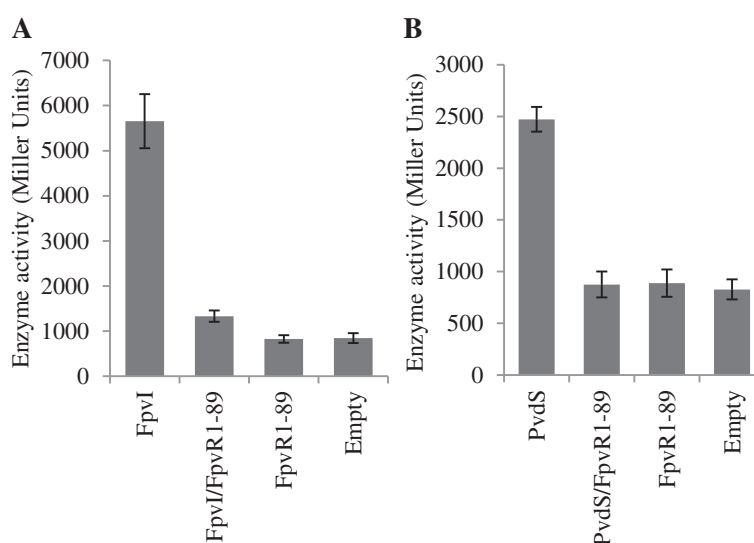 A
Enzyme activity (Miller Units)
7000
6000
5000
4000
3000
2000
1000
0
FpvI
FpvI/FpvR1-89
FpvR1-89
Empty
B
Enzyme activity (Miller Units)
3000
2500
2000
1500
1000
500
0
PvdS
PvdS/FpvR1-89
FpvR1-89
Empty